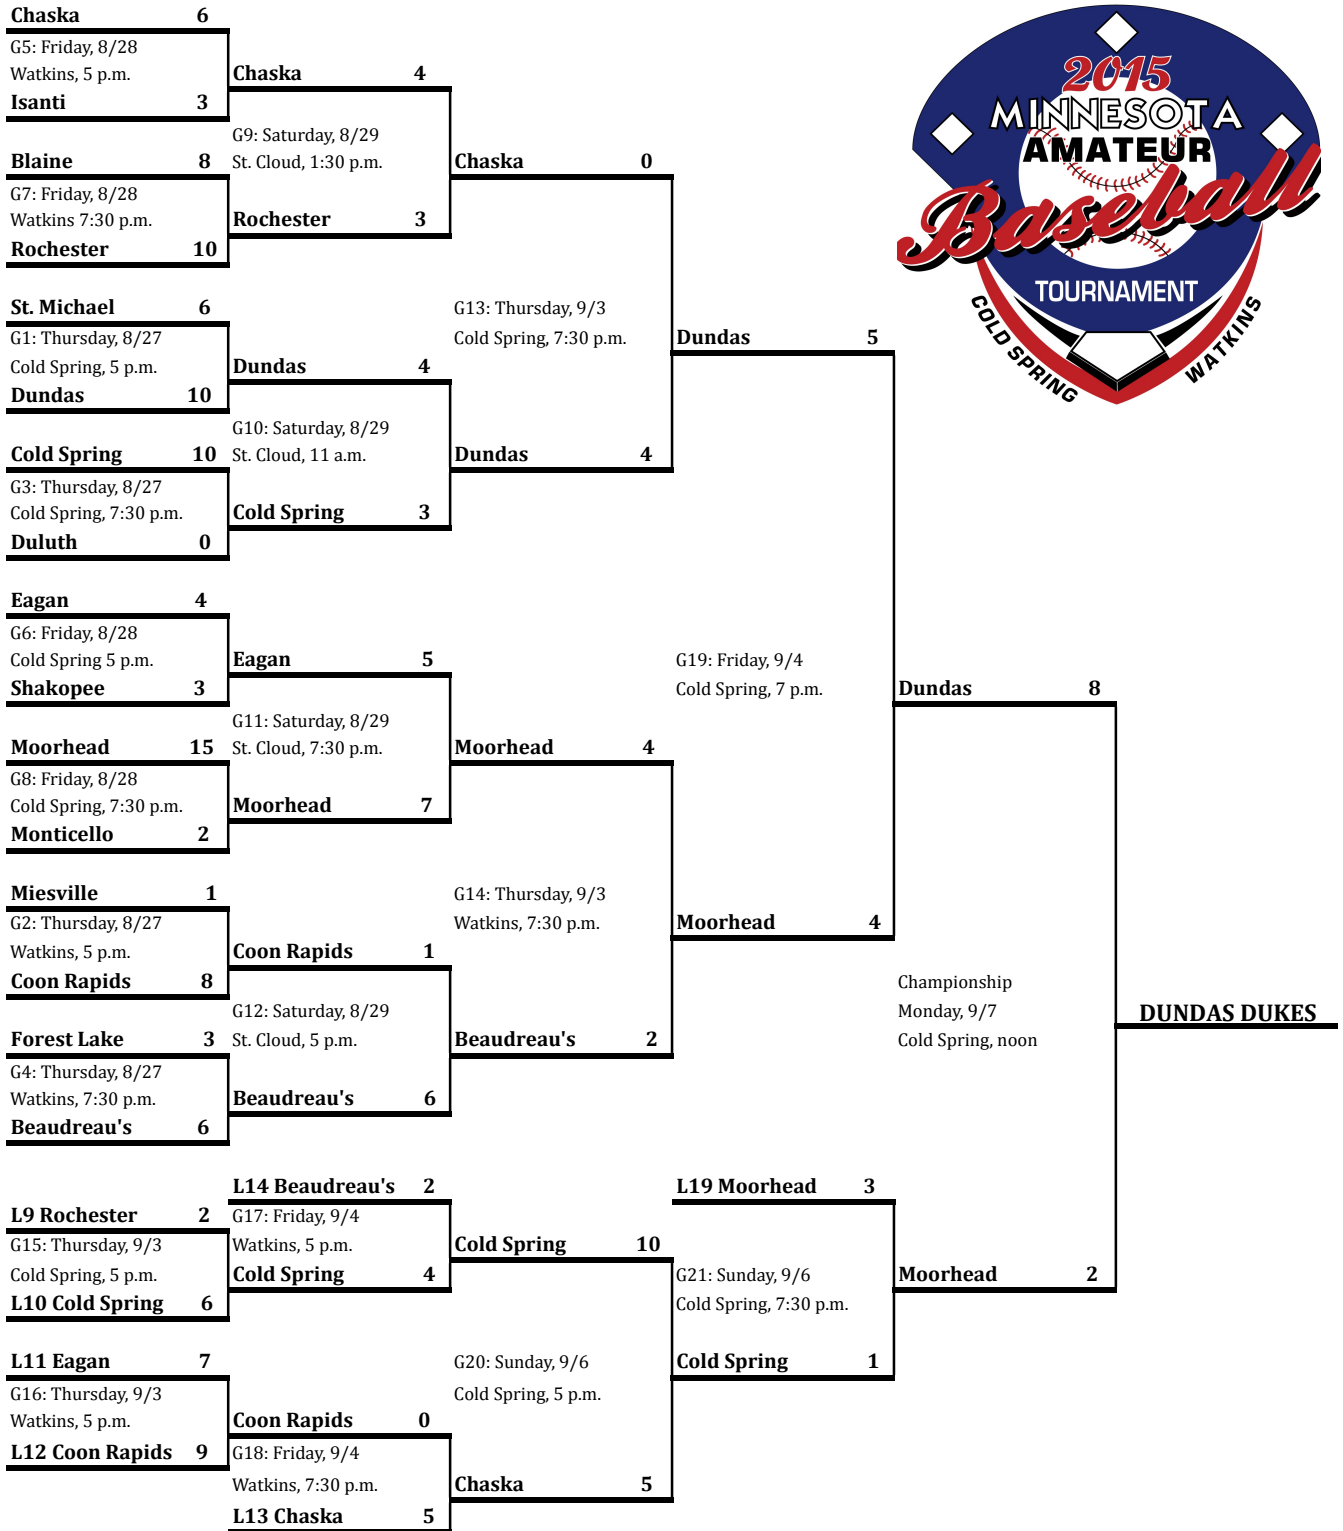 Chaska 6
G5: Friday, 8/28
Watkins, 5 p.m.
Isanti 3
Blaine 8
G7: Friday, 8/28
Watkins 7:30 p.m.
Rochester 10
St. Michael 6
G1: Thursday, 8/27
Cold Spring, 5 p.m.
Dundas 10
Cold Spring 10
G3: Thursday, 8/27
Cold Spring, 7:30 p.m.
Duluth 0
Eagan 4
G6: Friday, 8/28
Cold Spring 5 p.m.
Shakopee 3
Moorhead 15
G8: Friday, 8/28
Cold Spring, 7:30 p.m.
Monticello 2
Miesville 1
G2: Thursday, 8/27
Watkins, 5 p.m.
Coon Rapids 8
Forest Lake 3
G4: Thursday, 8/27
Watkins, 7:30 p.m.
Beaudreau's 6
L9 Rochester 2
G15: Thursday, 9/3
Cold Spring, 5 p.m.
L10 Cold Spring 6
L11 Eagan 7
G16: Thursday, 9/3
Watkins, 5 p.m.
L12 Coon Rapids 9
Chaska 4
G9: Saturday, 8/29
St. Cloud, 1:30 p.m.
Rochester 3
Dundas 4
G10: Saturday, 8/29
St. Cloud, 11 a.m.
Cold Spring 3
Eagan 5
G11: Saturday, 8/29
St. Cloud, 7:30 p.m.
Moorhead 7
Coon Rapids 1
G12: Saturday, 8/29
St. Cloud, 5 p.m.
Beaudreau's 6
L14 Beaudreau's 2
G17: Friday, 9/4
Watkins, 5 p.m.
Cold Spring 4
Coon Rapids 0
G18: Friday, 9/4
Watkins, 7:30 p.m.
L13 Chaska 5
Chaska 0
G13: Thursday, 9/3
Cold Spring, 7:30 p.m.
Dundas 4
Moorhead 4
G14: Thursday, 9/3
Watkins, 7:30 p.m.
Beaudreau's 2
Cold Spring 10
G20: Sunday, 9/6
Cold Spring, 5 p.m.
Chaska 5
Dundas 5
G19: Friday, 9/4
Cold Spring, 7 p.m.
Moorhead 4
L19 Moorhead 3
G21: Sunday, 9/6
Cold Spring, 7:30 p.m.
Cold Spring 1
Dundas 8
Championship
Monday, 9/7
Cold Spring, noon
Moorhead 2
DUNDAS DUKES
2015
MINNESOTA
AMATEUR
Baseball
TOURNAMENT
COLD SPRING
WATKINS